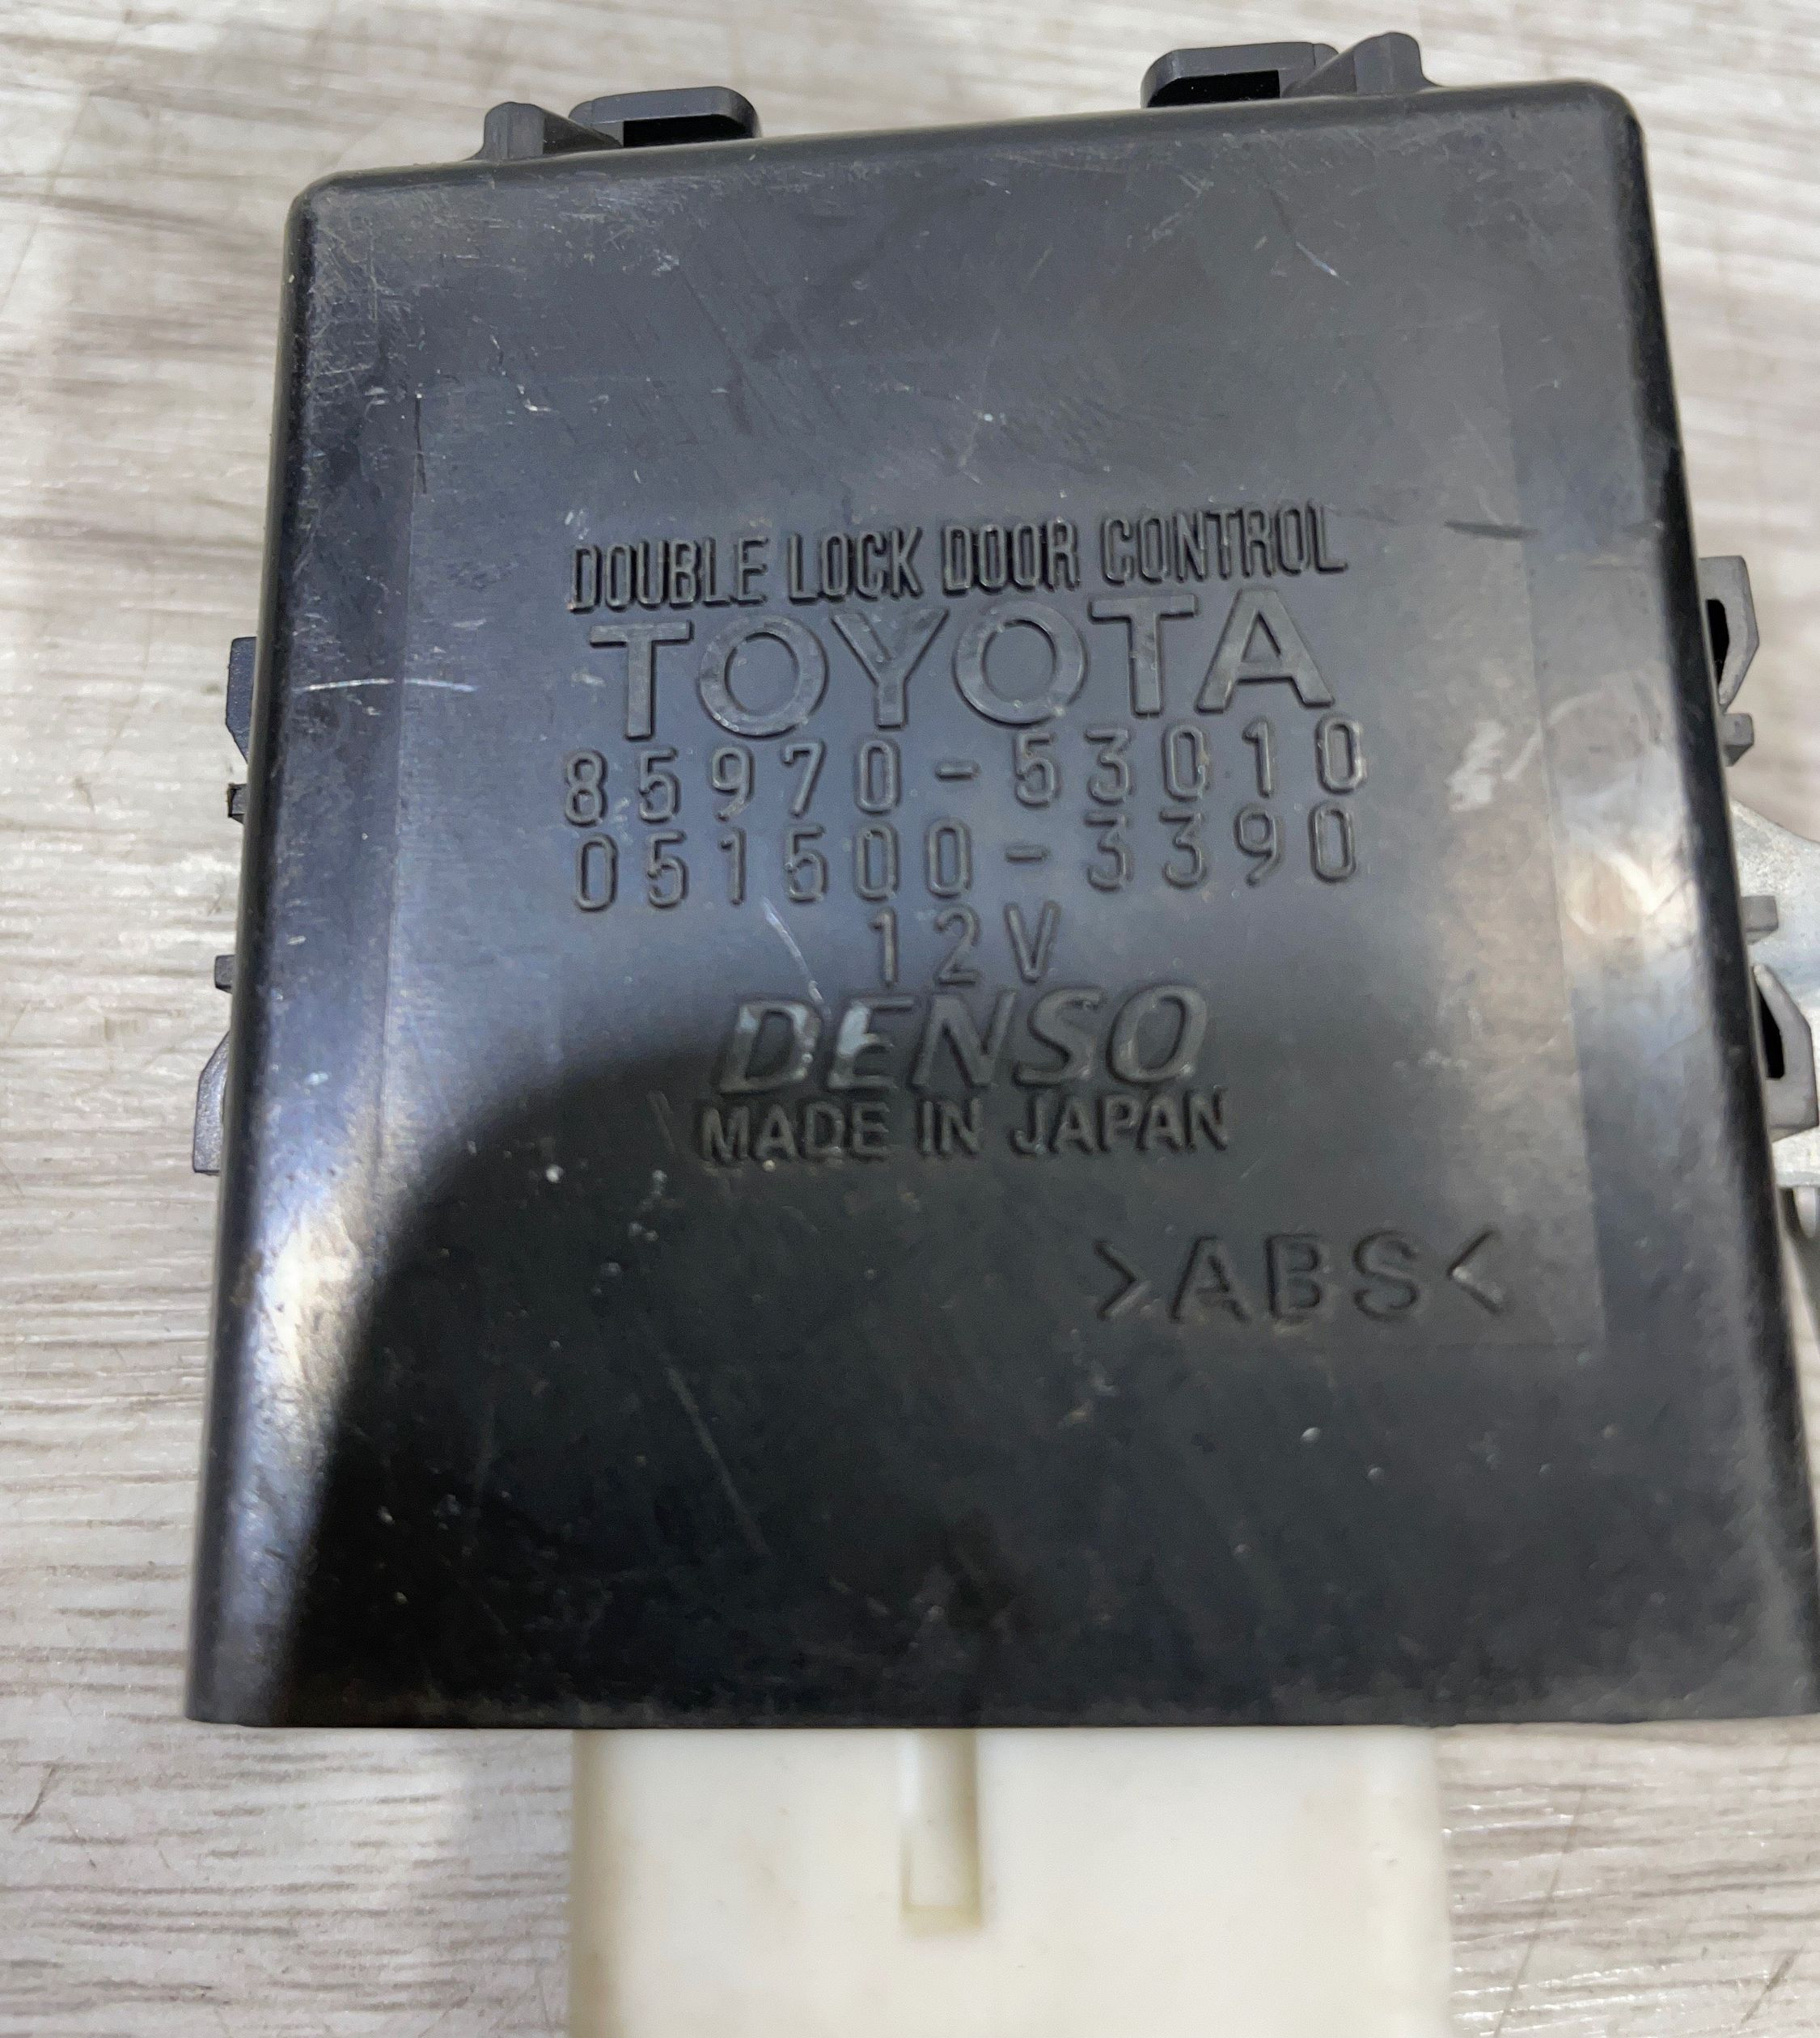 DOUBLE LOCK DOOR CONTROL
TOYOTA
85970-53010
051500-3390
12V
DENSO
MADE IN JAPAN
>ABS<